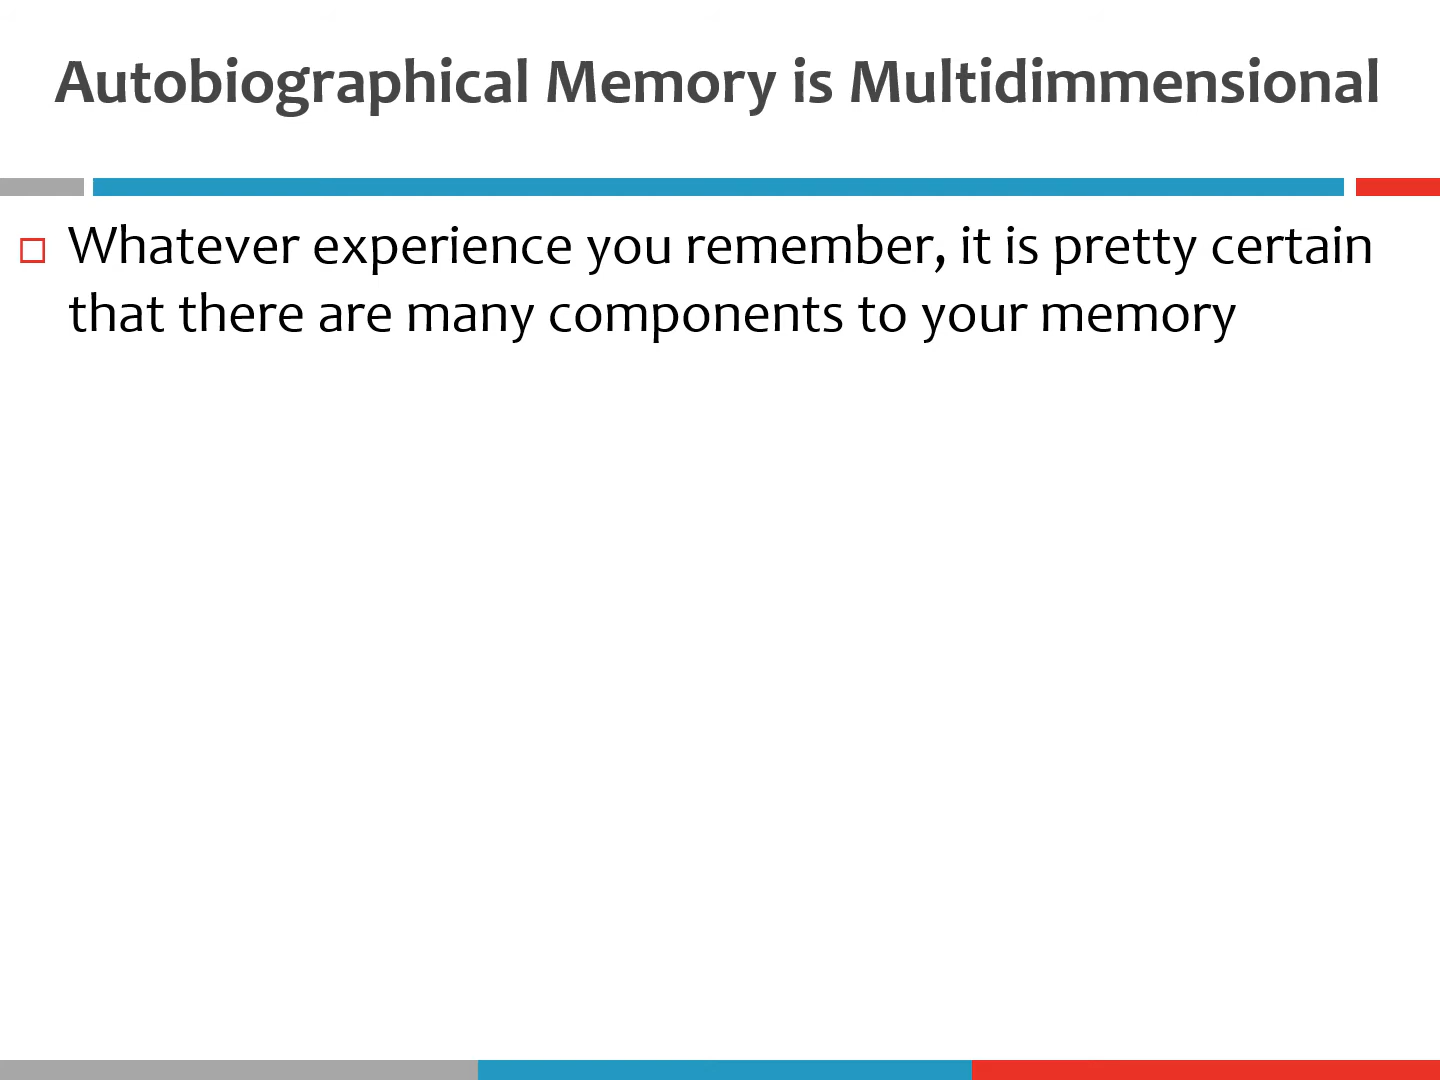 Autobiographical Memory is Multidimmensional
Whatever experience you remember, it is pretty certain
that there are many components to your memory